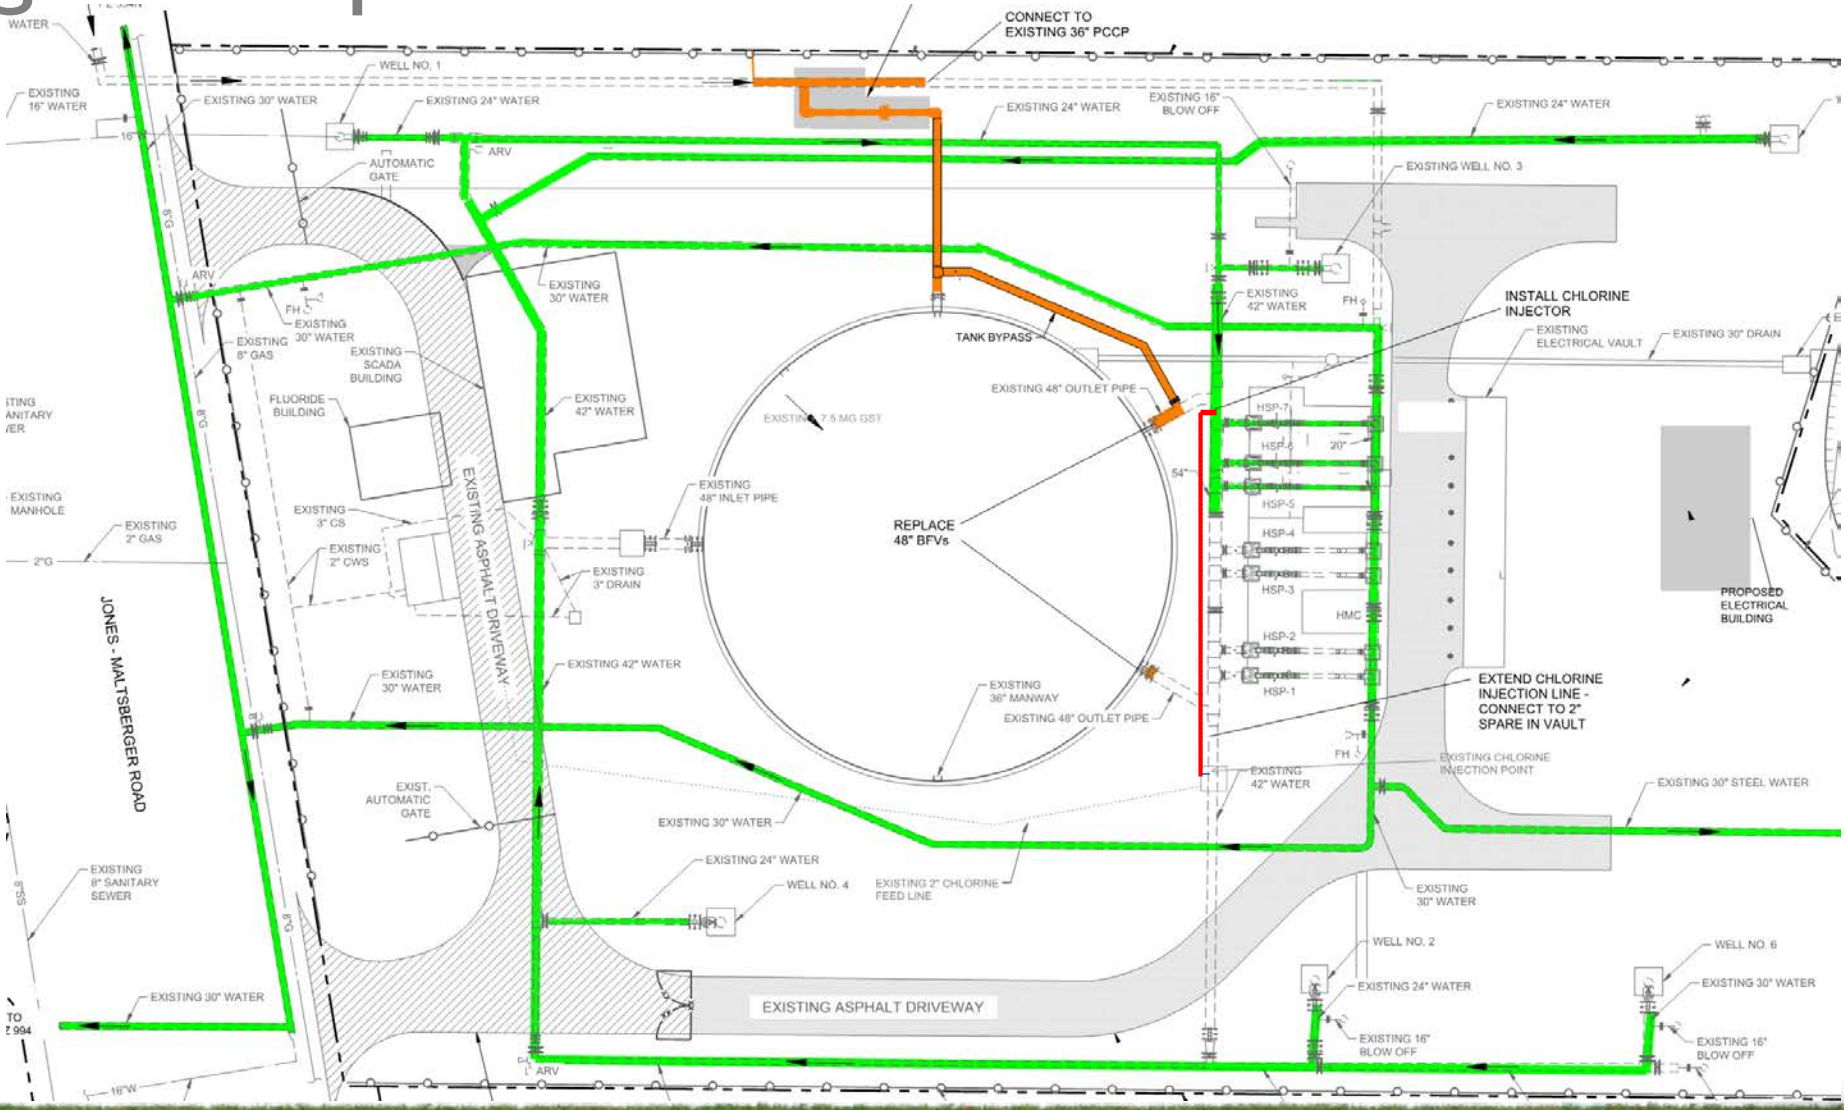 WATER
CONNECT TO
EXISTING 36" PCCP
WELL NO. 1
EXISTING
16" WATER
EXISTING 30" WATER
EXISTING 24" WATER
EXISTING 24" WATER
EXISTING 16"
BLOW OFF
EXISTING 24" WATER
16"
ARV
AUTOMATIC
GATE
EXISTING WELL NO. 3
8"G
ARV
EXISTING
30" WATER
EXISTING
42" WATER
FH
INSTALL CHLORINE
INJECTOR
FH
EXISTING
30" WATER
EXISTING
8" GAS
EXISTING
SCADA
BUILDING
TANK BYPASS
EXISTING
ELECTRICAL VAULT
EXISTING 30" DRAIN
EXISTING 48" OUTLET PIPE
FLUORIDE
BUILDING
EXISTING
42" WATER
EXISTING 7.5 MG GST
8"G
HSP-7
HSP-6
20"
54"
EXISTING
MANHOLE
EXISTING
2" GAS
EXISTING
3" CS
EXISTING ASPHALT DRIVEWAY
EXISTING
48" INLET PIPE
REPLACE
48" BFVs
HSP-5
HSP-4
2"G
EXISTING
2" CWS
EXISTING
3" DRAIN
HSP-3
HMC
PROPOSED
ELECTRICAL
BUILDING
JONES - MALTSBERGER ROAD
HSP-2
HSP-1
EXISTING 42" WATER
EXISTING
30" WATER
EXISTING
36" MANWAY
EXISTING 48" OUTLET PIPE
EXTEND CHLORINE
INJECTION LINE -
CONNECT TO 2"
SPARE IN VAULT
FH
EXISTING CHLORINE
INJECTION POINT
EXISTING
42" WATER
EXIST.
AUTOMATIC
GATE
EXISTING 30" WATER
EXISTING 30" STEEL WATER
EXISTING
8" SANITARY
SEWER
8"SS
8"G
EXISTING 24" WATER
WELL NO. 4
EXISTING 2" CHLORINE
FEED LINE
EXISTING
30" WATER
WELL NO. 2
WELL NO. 6
EXISTING 24" WATER
EXISTING 30" WATER
EXISTING 30" WATER
EXISTING ASPHALT DRIVEWAY
TO
EXISTING 16"
BLOW OFF
EXISTING 16"
BLOW OFF
ARV
16"W